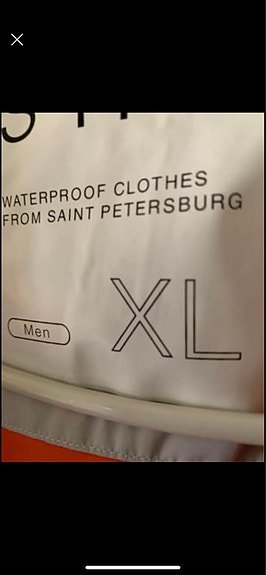 WATERPROOF CLOTHES
FROM SAINT PETERSBURG
Men
XL